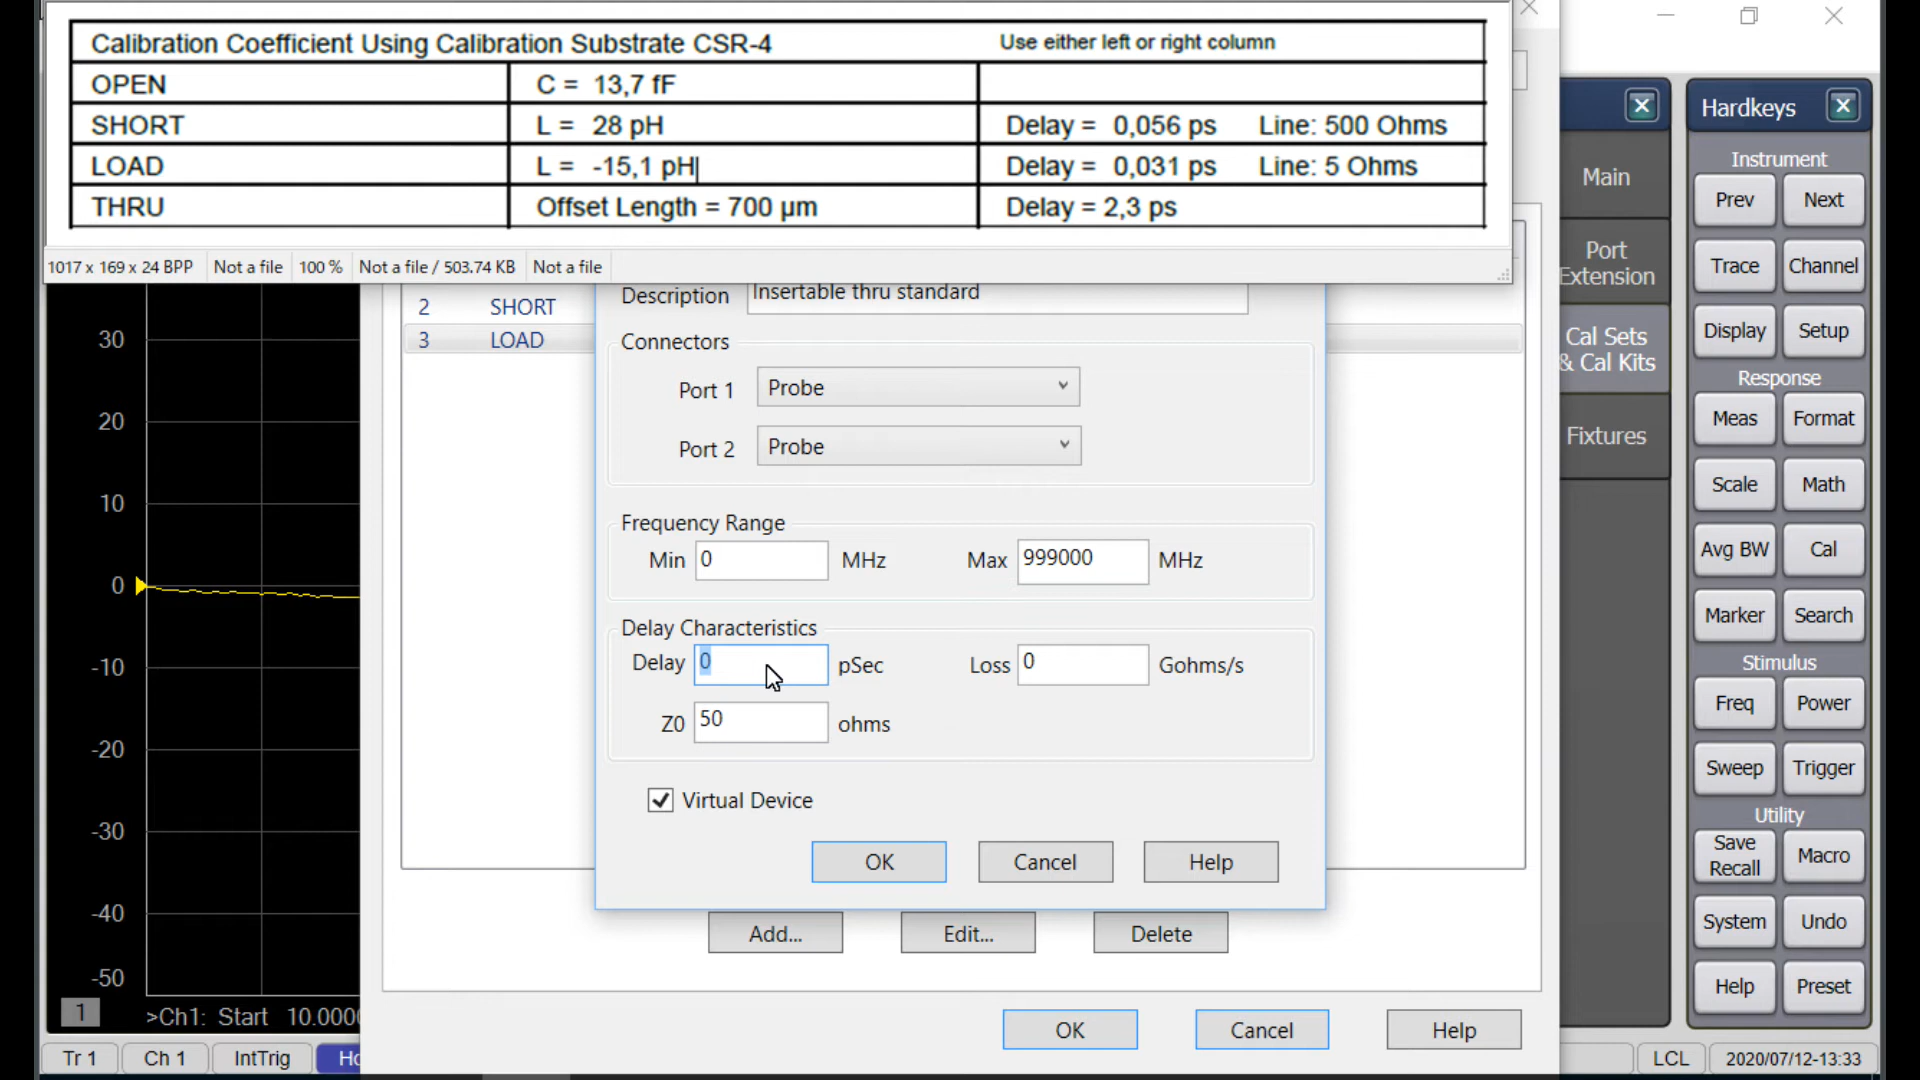 Calibration Coefficient Using Calibration Substrate CSR-4 Use either left or right column
OPEN C = 13,7 fF
SHORT L = 28 pH Delay = 0,056 ps Line: 500 Ohms
LOAD L = -15,1 pH Delay = 0,031 ps Line: 5 Ohms
THRU Offset Length = 700 µm Delay = 2,3 ps
1017 x 169 x 24 BPP Not a file 100 % Not a file / 503.74 KB Not a file
Description Insertable thru standard
2 SHORT
3 LOAD
Connectors
Port 1 Probe
Port 2 Probe
Frequency Range
Min 0 MHz Max 999000 MHz
Delay Characteristics
Delay 0 pSec Loss 0 Gohms/s
Z0 50 ohms
Virtual Device
OK Cancel Help
Add... Edit... Delete
OK Cancel Help
30
20
10
0
-10
-20
-30
-40
-50
1
>Ch1: Start 10.000
Tr 1 Ch 1 IntTrig LCL 2020/07/12-13:33
Main
Port
Extension
Cal Sets
& Cal Kits
Fixtures
Hardkeys
Instrument
Prev Next
Trace Channel
Display Setup
Response
Meas Format
Scale Math
Avg BW Cal
Marker Search
Stimulus
Freq Power
Sweep Trigger
Utility
Save
Recall Macro
System Undo
Help Preset